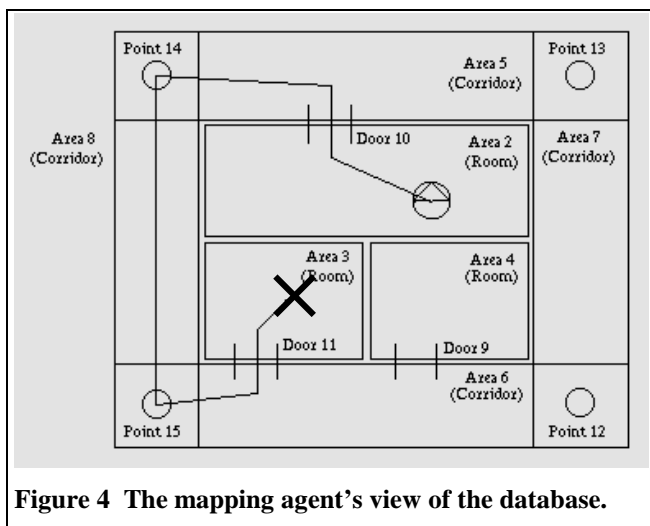 Point 14
Area 5
(Corridor)
Point 13
Area 8
(Corridor)
Door 10
Area 2
(Room)
Area 7
(Corridor)
Area 3
(Room)
Area 4
(Room)
Door 11
Door 9
Area 6
(Corridor)
Point 15
Point 12
Figure 4 The mapping agent's view of the database.